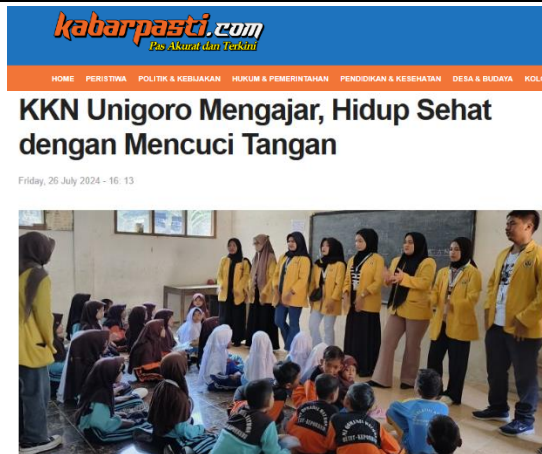 kabarpasti.com
Pas Akurat dan Terkini
HOME PERISTIWA POLITIK & KEBIJAKAN HUKUM & PEMERINTAHAN PENDIDIKAN & KESEHATAN DESA & BUDAYA KOL
KKN Unigoro Mengajar, Hidup Sehat
dengan Mencuci Tangan
Friday, 26 July 2024 - 16: 13